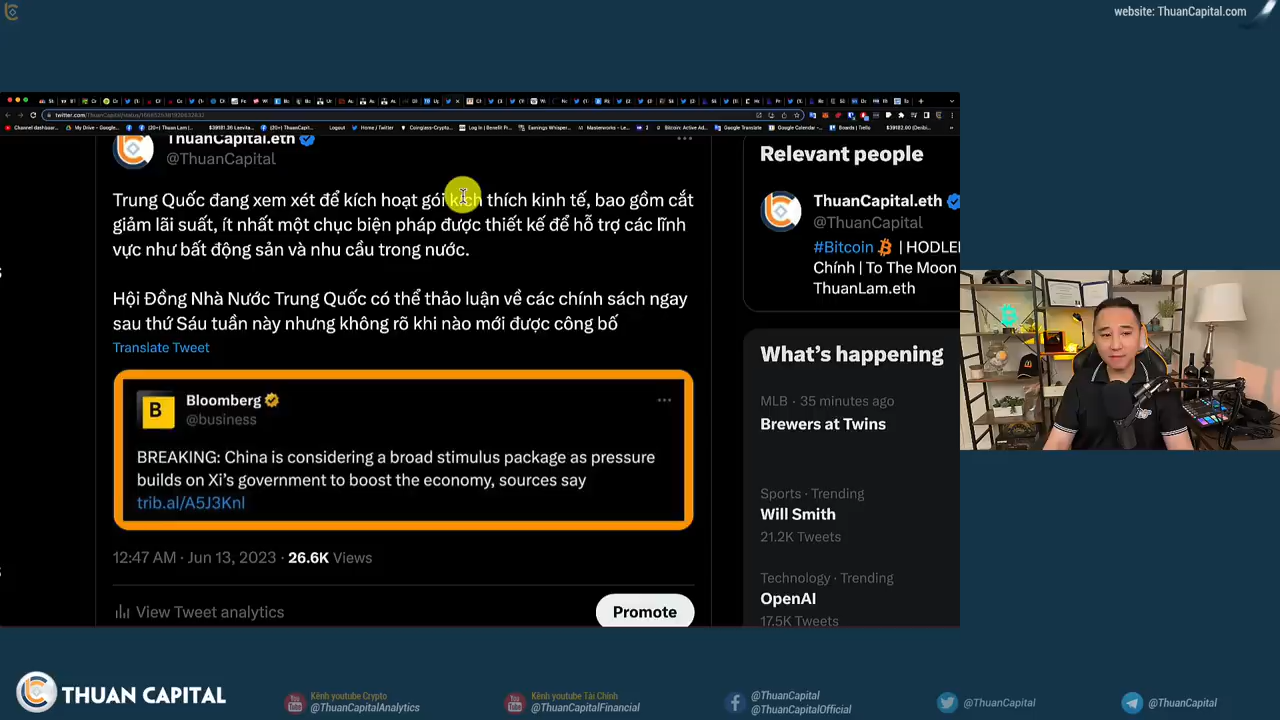 website: ThuanCapital.com
ThuanCapital.eth
@ThuanCapital
Trung Quốc đang xem xét để kích hoạt gói kích thích kinh tế, bao gồm cắt
giảm lãi suất, ít nhất một chục biện pháp được thiết kế để hỗ trợ các lĩnh
vực như bất động sản và nhu cầu trong nước.
Hội Đồng Nhà Nước Trung Quốc có thể thảo luận về các chính sách ngay
sau thứ Sáu tuần này nhưng không rõ khi nào mới được công bố
Translate Tweet
B
Bloomberg
@business
BREAKING: China is considering a broad stimulus package as pressure
builds on Xi's government to boost the economy, sources say
trib.al/A5J3Knl
12:47 AM · Jun 13, 2023 · 26.6K Views
View Tweet analytics
Promote
Relevant people
ThuanCapital.eth
@ThuanCapital
#Bitcoin | HODLE
Chính | To The Moon
ThuanLam.eth
What's happening
MLB · 35 minutes ago
Brewers at Twins
Sports · Trending
Will Smith
21.2K Tweets
Technology · Trending
OpenAI
17.5K Tweets
THUAN CAPITAL
Kênh youtube Crypto
@ThuanCapitalAnalytics
Kênh youtube Tài Chính
@ThuanCapitalFinancial
@ThuanCapital
@ThuanCapitalOfficial
@ThuanCapital
@ThuanCapital